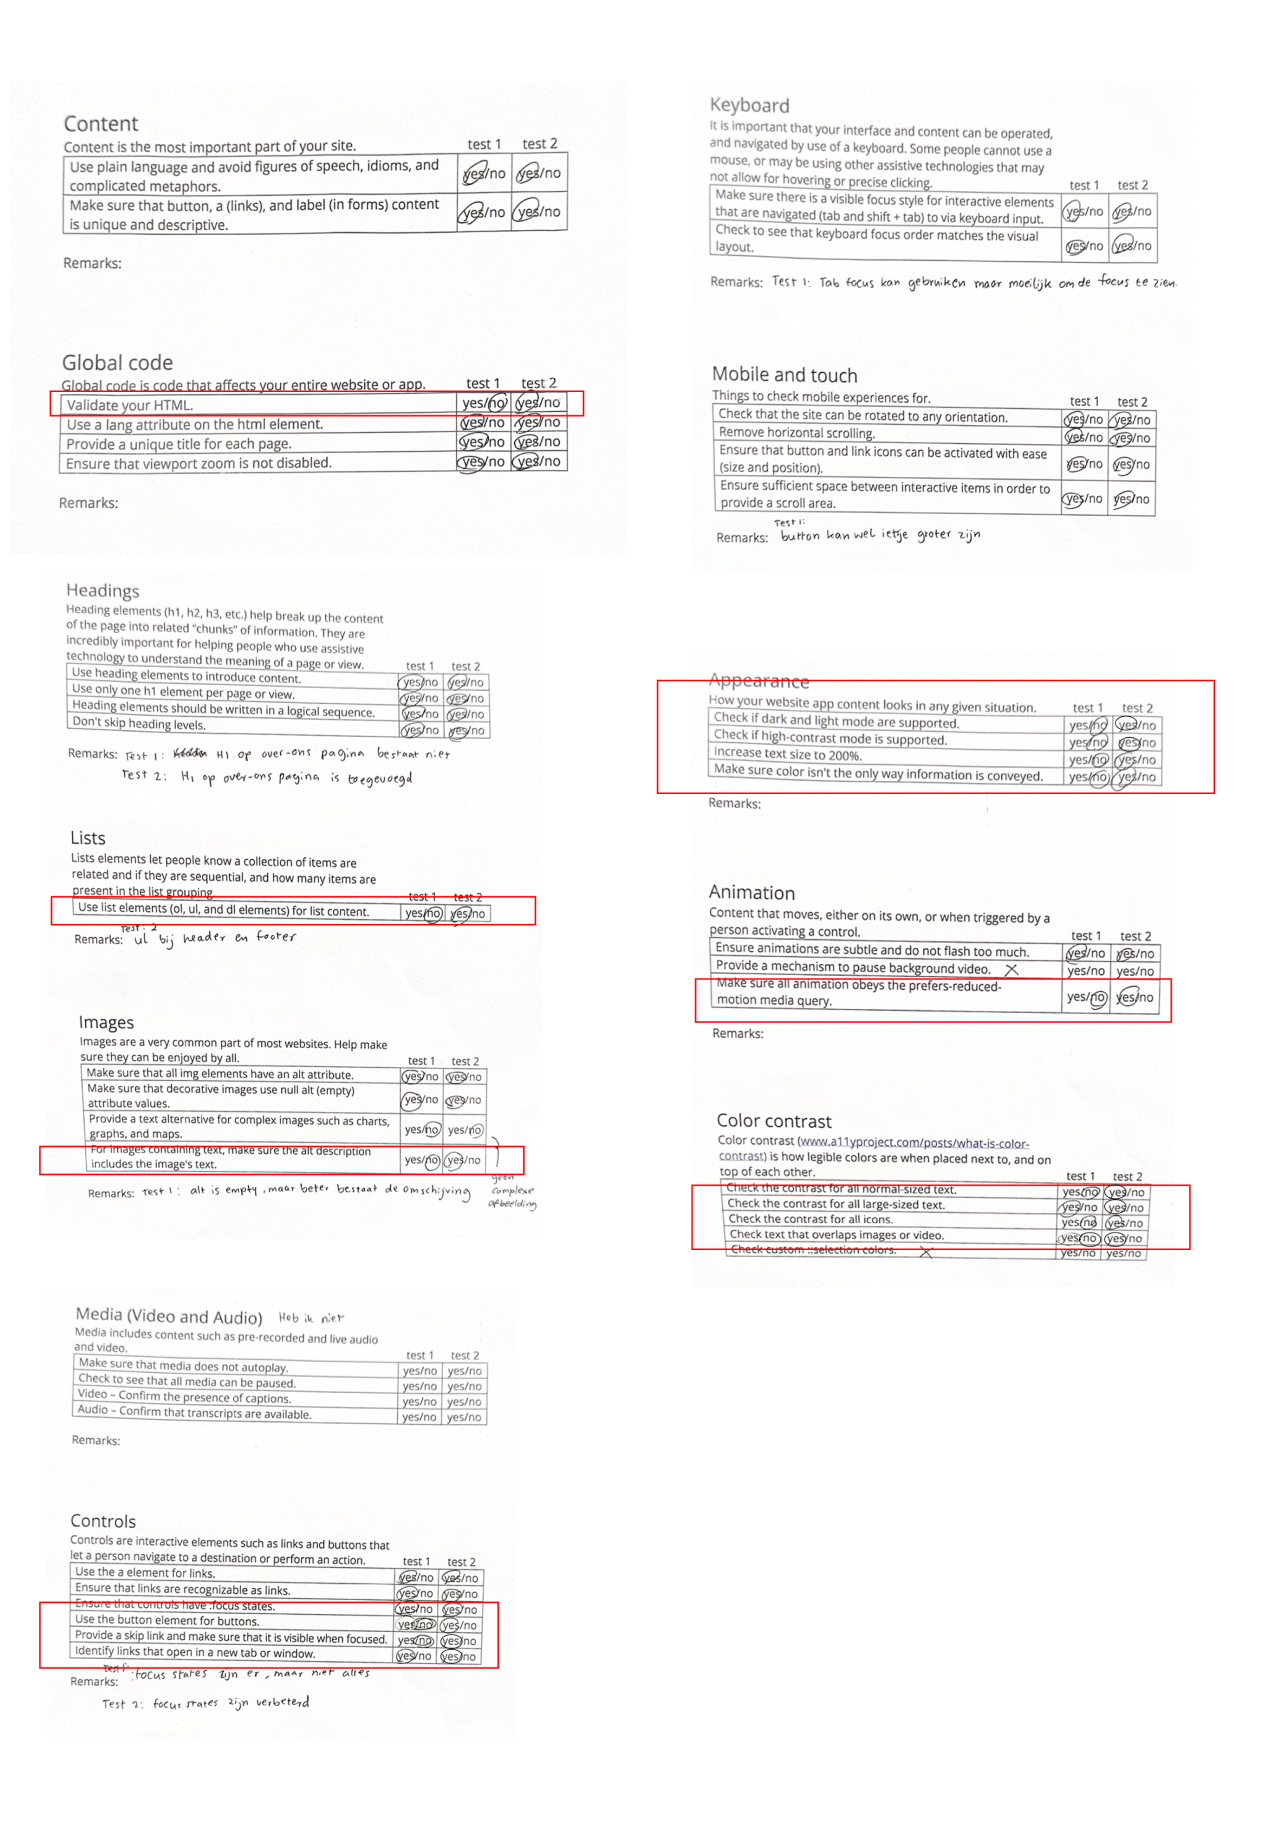 Content
Content is the most important part of your site. test 1 test 2
Use plain language and avoid figures of speech, idioms, and yes/no yes/no
complicated metaphors.
Make sure that button, a (links), and label (in forms) content yes/no yes/no
is unique and descriptive.
Remarks:
Global code
Global code is code that affects your entire website or app. test 1 test 2
Validate your HTML. yes/no yes/no
Use a lang attribute on the html element. yes/no yes/no
Provide a unique title for each page. yes/no yes/no
Ensure that viewport zoom is not disabled. yes/no yes/no
Remarks:
Headings
Heading elements (h1, h2, h3, etc.) help break up the content
of the page into related "chunks" of information. They are
incredibly important for helping people who use assistive
technology to understand the meaning of a page or view. test 1 test 2
Use heading elements to introduce content. yes/no yes/no
Use only one h1 element per page or view. yes/no yes/no
Heading elements should be written in a logical sequence. yes/no yes/no
Don't skip heading levels. yes/no yes/no
Remarks: Test 1: H1 op over-ons pagina bestaat niet
Test 2: H1 op over-ons pagina is toegevoegd
Lists
Lists elements let people know a collection of items are
related and if they are sequential, and how many items are
present in the list grouping. test 1 test 2
Use list elements (ol, ul, and dl elements) for list content. yes/no yes/no
Test: 2
Remarks: ul bij header en footer
Images
Images are a very common part of most websites. Help make
sure they can be enjoyed by all. test 1 test 2
Make sure that all img elements have an alt attribute. yes/no yes/no
Make sure that decorative images use null alt (empty) yes/no yes/no
attribute values.
Provide a text alternative for complex images such as charts, yes/no yes/no
graphs, and maps.
For images containing text, make sure the alt description yes/no yes/no
includes the image's text.
Remarks: Test 1: alt is empty, maar beter bestaat de omschijving
geen
complexe
afbeelding
Media (Video and Audio) Heb ik niet
Media includes content such as pre-recorded and live audio
and video. test 1 test 2
Make sure that media does not autoplay. yes/no yes/no
Check to see that all media can be paused. yes/no yes/no
Video – Confirm the presence of captions. yes/no yes/no
Audio – Confirm that transcripts are available. yes/no yes/no
Remarks:
Controls
Controls are interactive elements such as links and buttons that
let a person navigate to a destination or perform an action. test 1 test 2
Use the a element for links. yes/no yes/no
Ensure that links are recognizable as links. yes/no yes/no
Ensure that controls have :focus states. yes/no yes/no
Use the button element for buttons. yes/no yes/no
Provide a skip link and make sure that it is visible when focused. yes/no yes/no
Identify links that open in a new tab or window. yes/no yes/no
Remarks: Test 1: focus states zijn er, maar niet alles
Test 2: focus states zijn verbeterd
Keyboard
It is important that your interface and content can be operated,
and navigated by use of a keyboard. Some people cannot use a
mouse, or may be using other assistive technologies that may
not allow for hovering or precise clicking. test 1 test 2
Make sure there is a visible focus style for interactive elements yes/no yes/no
that are navigated (tab and shift + tab) to via keyboard input.
Check to see that keyboard focus order matches the visual yes/no yes/no
layout.
Remarks: Test 1: Tab focus kan gebruiken maar moeilijk om de focus te zien.
Mobile and touch
Things to check mobile experiences for. test 1 test 2
Check that the site can be rotated to any orientation. yes/no yes/no
Remove horizontal scrolling. yes/no yes/no
Ensure that button and link icons can be activated with ease yes/no yes/no
(size and position).
Ensure sufficient space between interactive items in order to yes/no yes/no
provide a scroll area.
Test 1:
Remarks: button kan wel ietsje groter zijn
Appearance
How your website app content looks in any given situation. test 1 test 2
Check if dark and light mode are supported. yes/no yes/no
Check if high-contrast mode is supported. yes/no yes/no
Increase text size to 200%. yes/no yes/no
Make sure color isn't the only way information is conveyed. yes/no yes/no
Remarks:
Animation
Content that moves, either on its own, or when triggered by a
person activating a control. test 1 test 2
Ensure animations are subtle and do not flash too much. yes/no yes/no
Provide a mechanism to pause background video. X yes/no yes/no
Make sure all animation obeys the prefers-reduced- yes/no yes/no
motion media query.
Remarks:
Color contrast
Color contrast (www.a11yproject.com/posts/what-is-color-
contrast) is how legible colors are when placed next to, and on
top of each other. test 1 test 2
Check the contrast for all normal-sized text. yes/no yes/no
Check the contrast for all large-sized text. yes/no yes/no
Check the contrast for all icons. yes/no yes/no
Check text that overlaps images or video. yes/no yes/no
Check custom ::selection colors. X yes/no yes/no